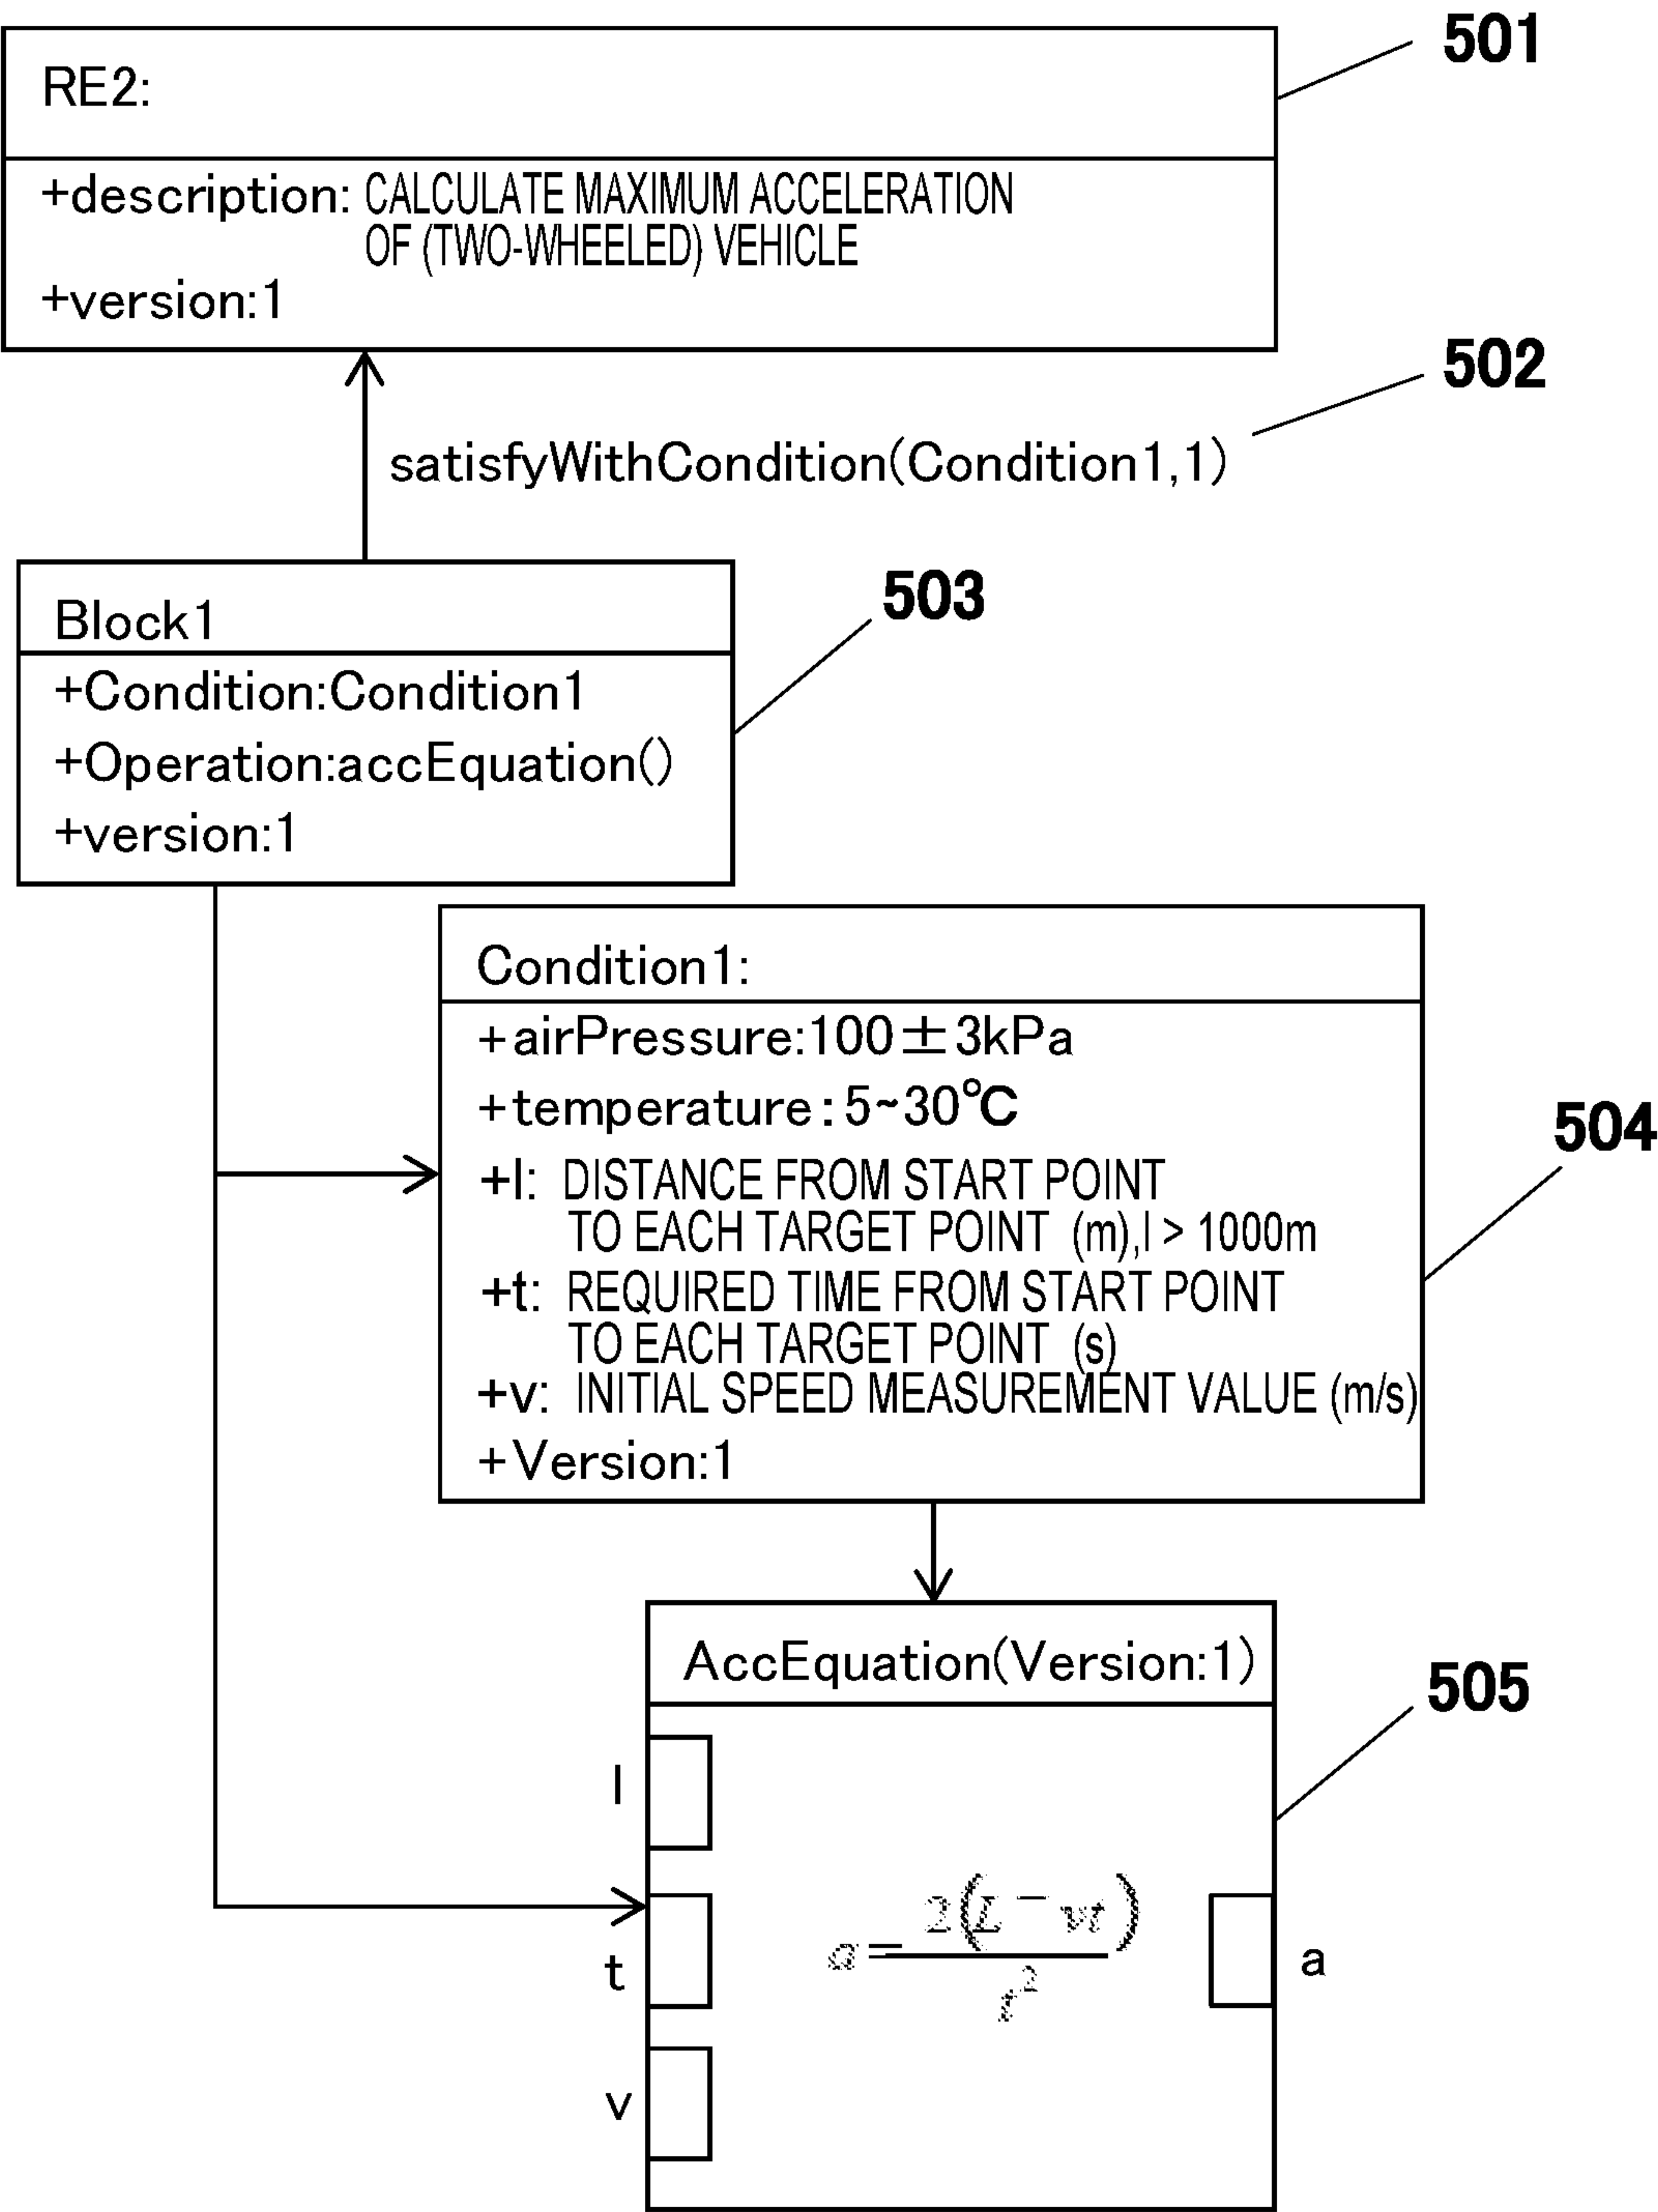 501
RE2:
+description: CALCULATE MAXIMUM ACCELERATION
OF (TWO-WHEELED) VEHICLE
+version:1
502
satisfyWithCondition(Condition1,1)
503
Block1
+Condition:Condition1
+Operation:accEquation()
+version:1
504
Condition1:
+airPressure:100±3kPa
+temperature:5~30℃
+l: DISTANCE FROM START POINT
TO EACH TARGET POINT (m),l > 1000m
+t: REQUIRED TIME FROM START POINT
TO EACH TARGET POINT (s)
+v: INITIAL SPEED MEASUREMENT VALUE (m/s)
+Version:1
505
AccEquation(Version:1)
l
t
v
a = 2(L - vt) / t²
a